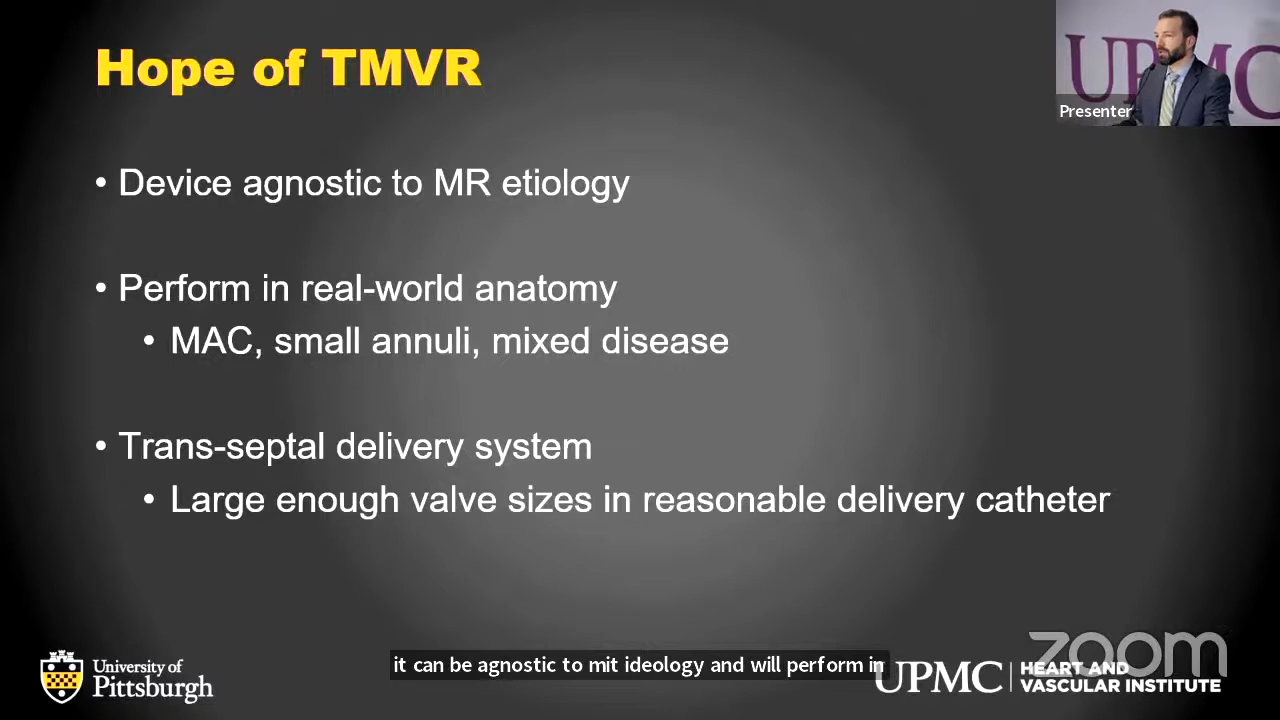 Hope of TMVR
UPMC
Presenter
• Device agnostic to MR etiology
• Perform in real-world anatomy
• MAC, small annuli, mixed disease
• Trans-septal delivery system
• Large enough valve sizes in reasonable delivery catheter
University of
Pittsburgh
it can be agnostic to mit ideology and will perform in
zoom
UPMC
HEART AND
VASCULAR INSTITUTE